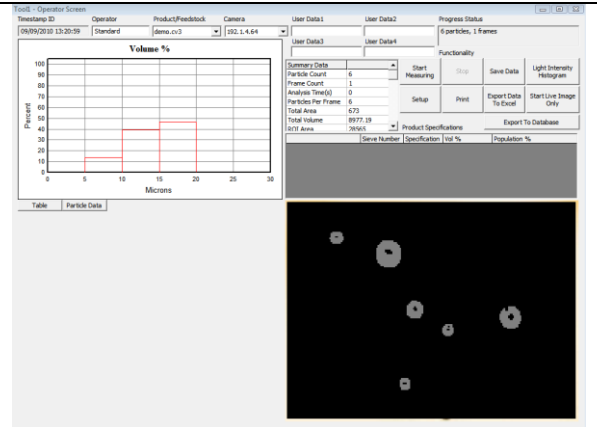 Tool1 - Operator Screen
Timestamp ID Operator Product/Feedstock Camera User Data1 User Data2 Progress Status
09/09/2010 13:20:59 Standard demo.cv3 192.1.4.64 6 particles, 1 frames
User Data3 User Data4
Functionality
Volume %
100
90
80
70
60
50
40
30
20
10
0
Percent
0 5 10 15 20 25 30
Microns
Summary Data
Particle Count 6
Frame Count 1
Analysis Time(s) 0
Particles Per Frame 6
Total Area 673
Total Volume 8977.19
ROI Area 28565
Start Measuring Stop Save Data Light Intensity Histogram
Setup Print Export Data To Excel Start Live Image Only
Product Specifications Export To Database
Sieve Number Specification Vol % Population %
Table Particle Data